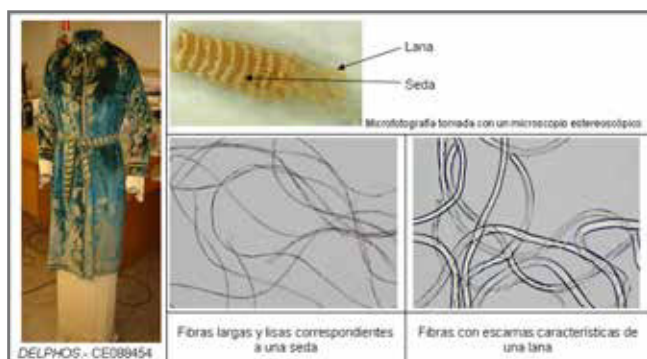 Lana
Seda
Microfotografía tomada con un microscopio estereoscópico
Fibras largas y lisas correspondientes
a una seda
Fibras con escamas características de
una lana
DELPHOS.- CE088454